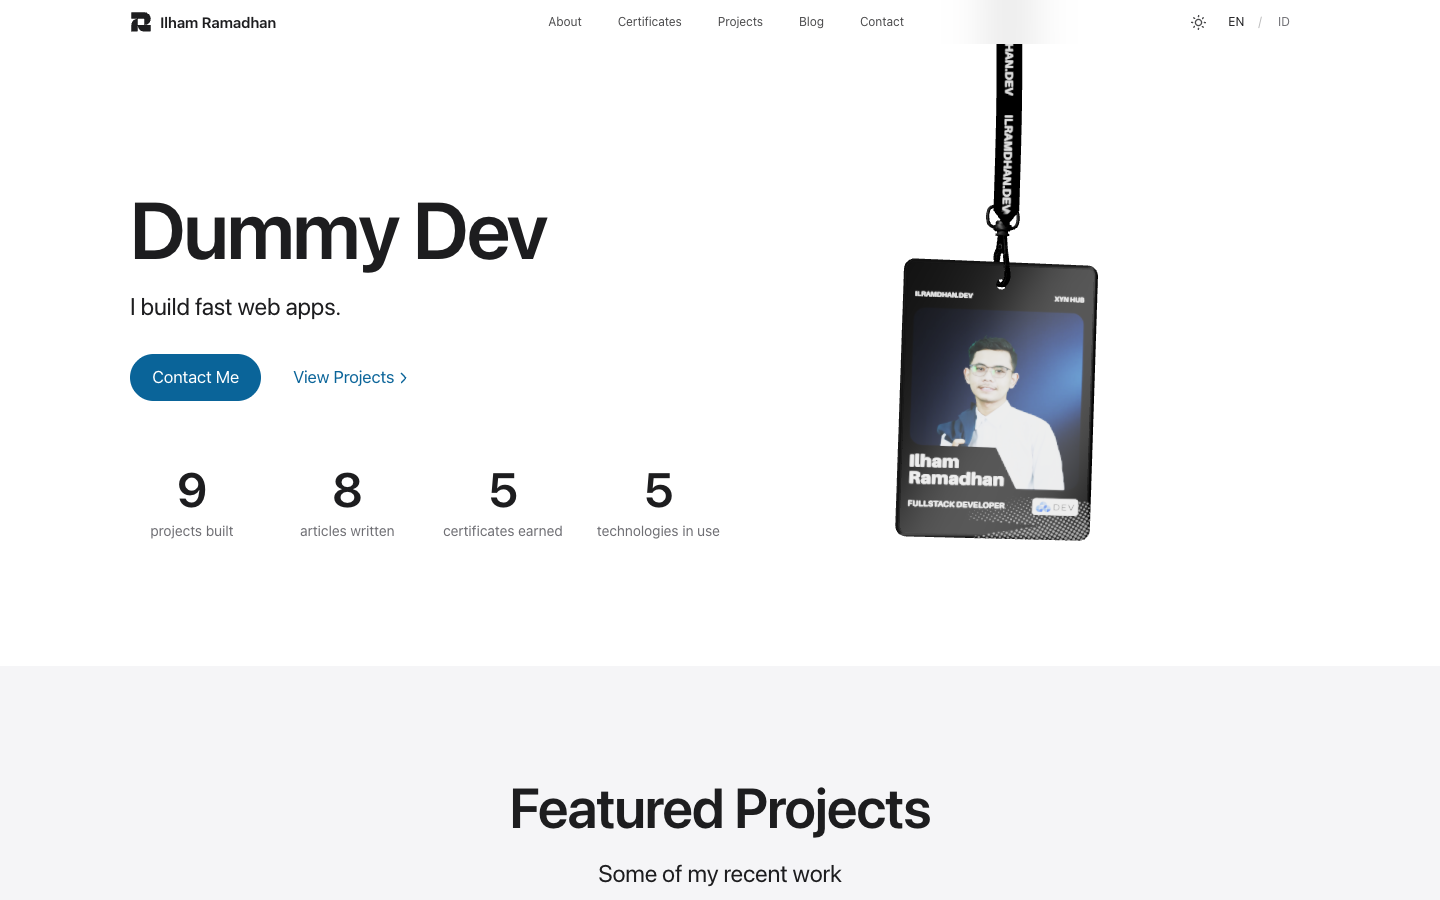 Ilham Ramadhan
About
Certificates
Projects
Blog
Contact
EN / ID
HAN.DEV
ILRAMDHAN.DEV
Dummy Dev
I build fast web apps.
Contact Me
View Projects
9
projects built
8
articles written
5
certificates earned
5
technologies in use
ILRAMDHAN.DEV
XYN HUB
Ilham
Ramadhan
FULLSTACK DEVELOPER
DEV
Featured Projects
Some of my recent work